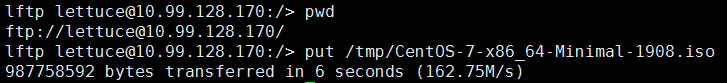 lftp lettuce@10.99.128.170:/> pwd
ftp://lettuce@10.99.128.170/
lftp lettuce@10.99.128.170:/> put /tmp/CentOS-7-x86_64-Minimal-1908.iso
987758592 bytes transferred in 6 seconds (162.75M/s)